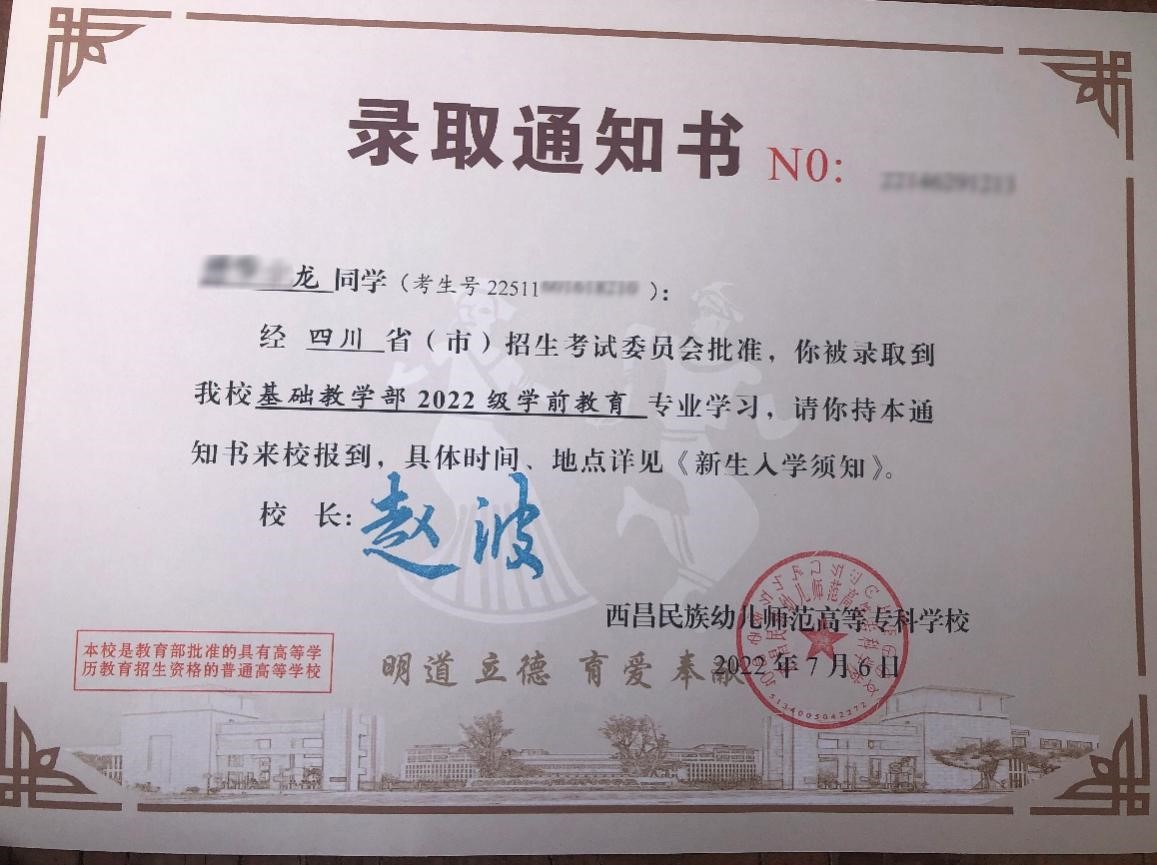 录取通知书 N0:
龙 同学（考生号 22511 ）：
经 四川 省（市）招生考试委员会批准，你被录取到
我校基础教学部 2022 级学前教育 专业学习，请你持本通
知书来校报到，具体时间、地点详见《新生入学须知》。
校 长：赵波
西昌民族幼儿师范高等专科学校
2022 年 7 月 6 日
本校是教育部批准的具有高等学
历教育招生资格的普通高等学校
明道 立德 育爱 奉献
5134005042272